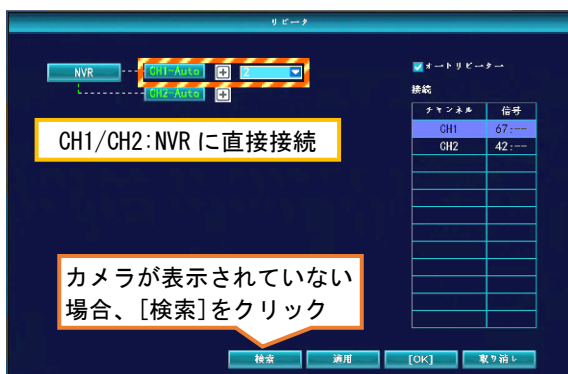 リピータ
NVR CH1-Auto + 2
CH2-Auto +
CH1/CH2:NVR に直接接続
オートリピーター
接続
チャンネル 信号
CH1 67:--
CH2 42:--
カメラが表示されていない
場合、[検索]をクリック
検索 適用 [OK] 取り消し